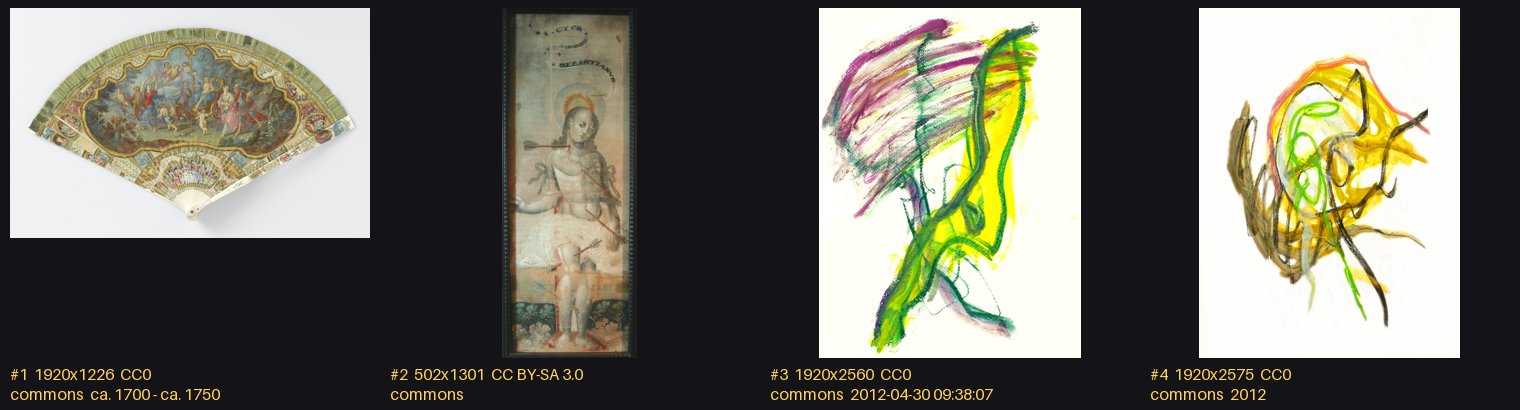 SEBASTIANVS
#1 1920x1226 CC0
commons ca. 1700 - ca. 1750
#2 502x1301 CC BY-SA 3.0
commons
#3 1920x2560 CC0
commons 2012-04-30 09:38:07
#4 1920x2575 CC0
commons 2012